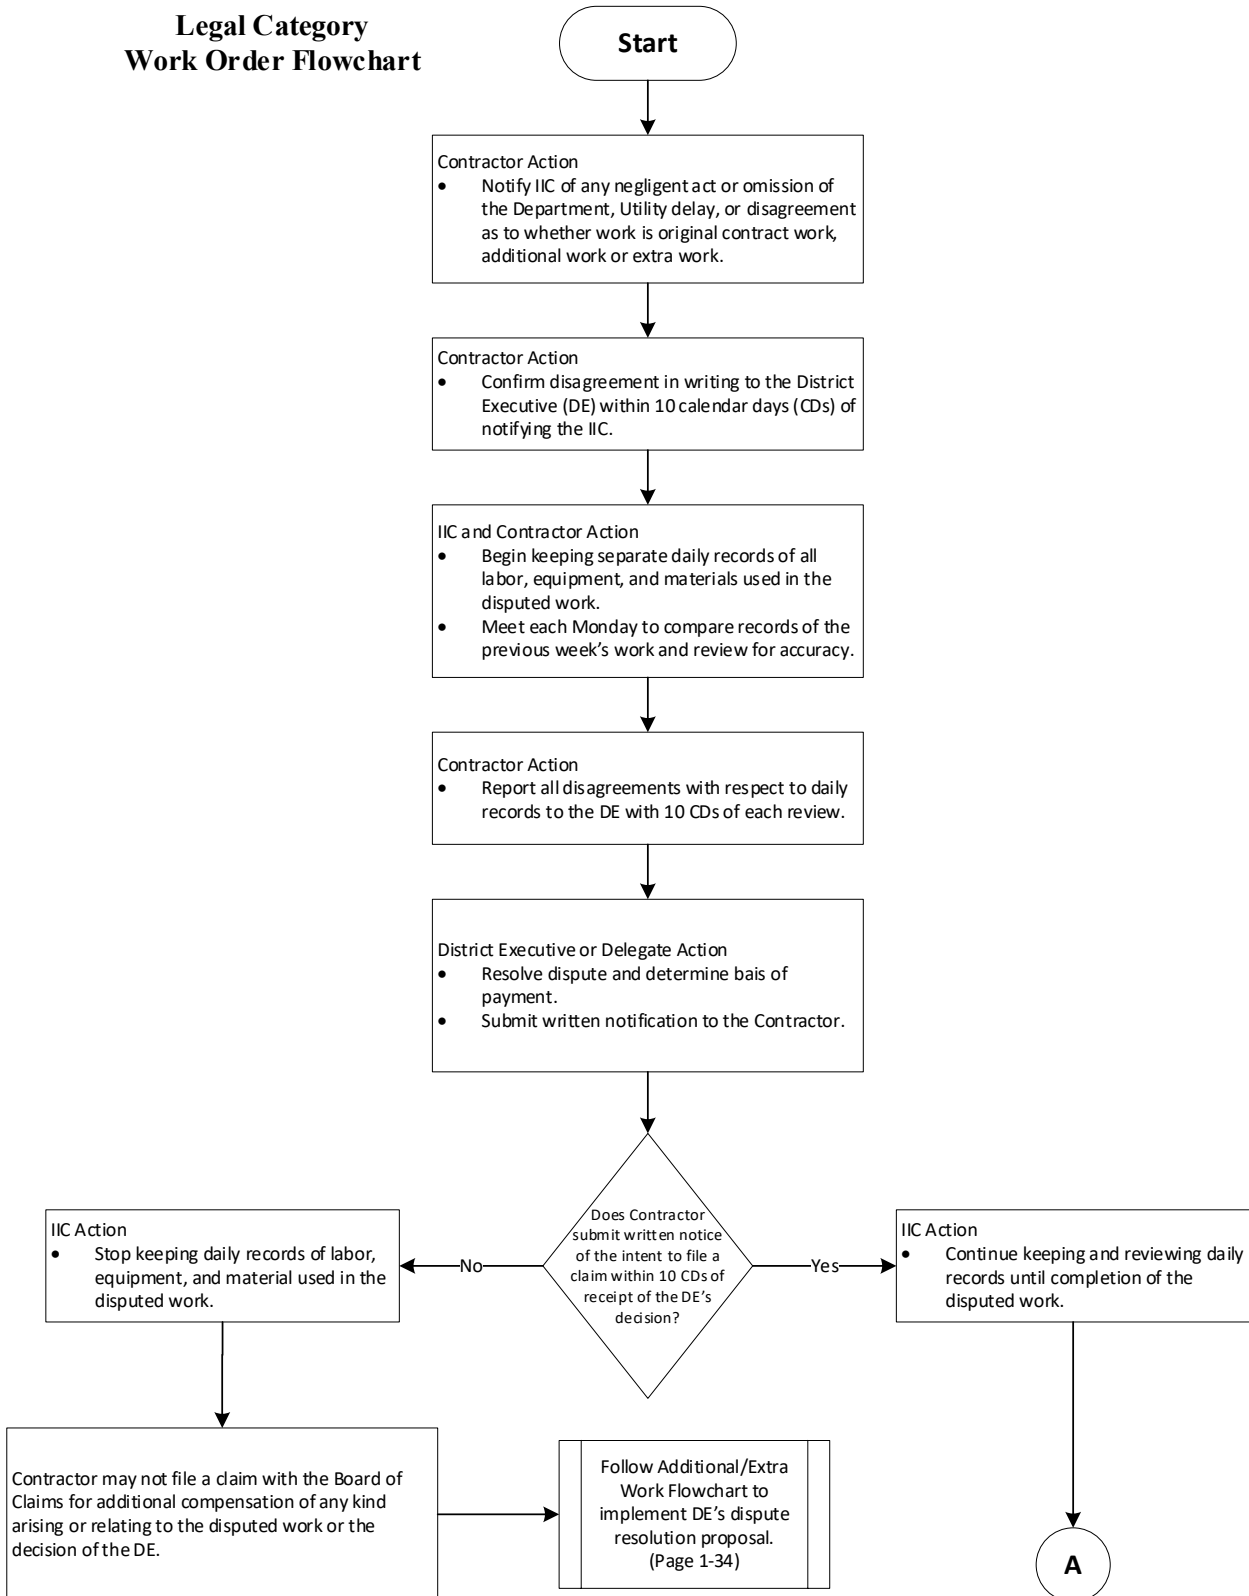 Legal Category
Work Order Flowchart
Start
Contractor Action
• Notify IIC of any negligent act or omission of
the Department, Utility delay, or disagreement
as to whether work is original contract work,
additional work or extra work.
Contractor Action
• Confirm disagreement in writing to the District
Executive (DE) within 10 calendar days (CDs) of
notifying the IIC.
IIC and Contractor Action
• Begin keeping separate daily records of all
labor, equipment, and materials used in the
disputed work.
• Meet each Monday to compare records of the
previous week's work and review for accuracy.
Contractor Action
• Report all disagreements with respect to daily
records to the DE with 10 CDs of each review.
District Executive or Delegate Action
• Resolve dispute and determine bais of
payment.
• Submit written notification to the Contractor.
Does Contractor
submit written notice
of the intent to file a
claim within 10 CDs of
receipt of the DE's
decision?
No
Yes
IIC Action
• Stop keeping daily records of labor,
equipment, and material used in the
disputed work.
IIC Action
• Continue keeping and reviewing daily
records until completion of the
disputed work.
Contractor may not file a claim with the Board of
Claims for additional compensation of any kind
arising or relating to the disputed work or the
decision of the DE.
Follow Additional/Extra
Work Flowchart to
implement DE's dispute
resolution proposal.
(Page 1-34)
A